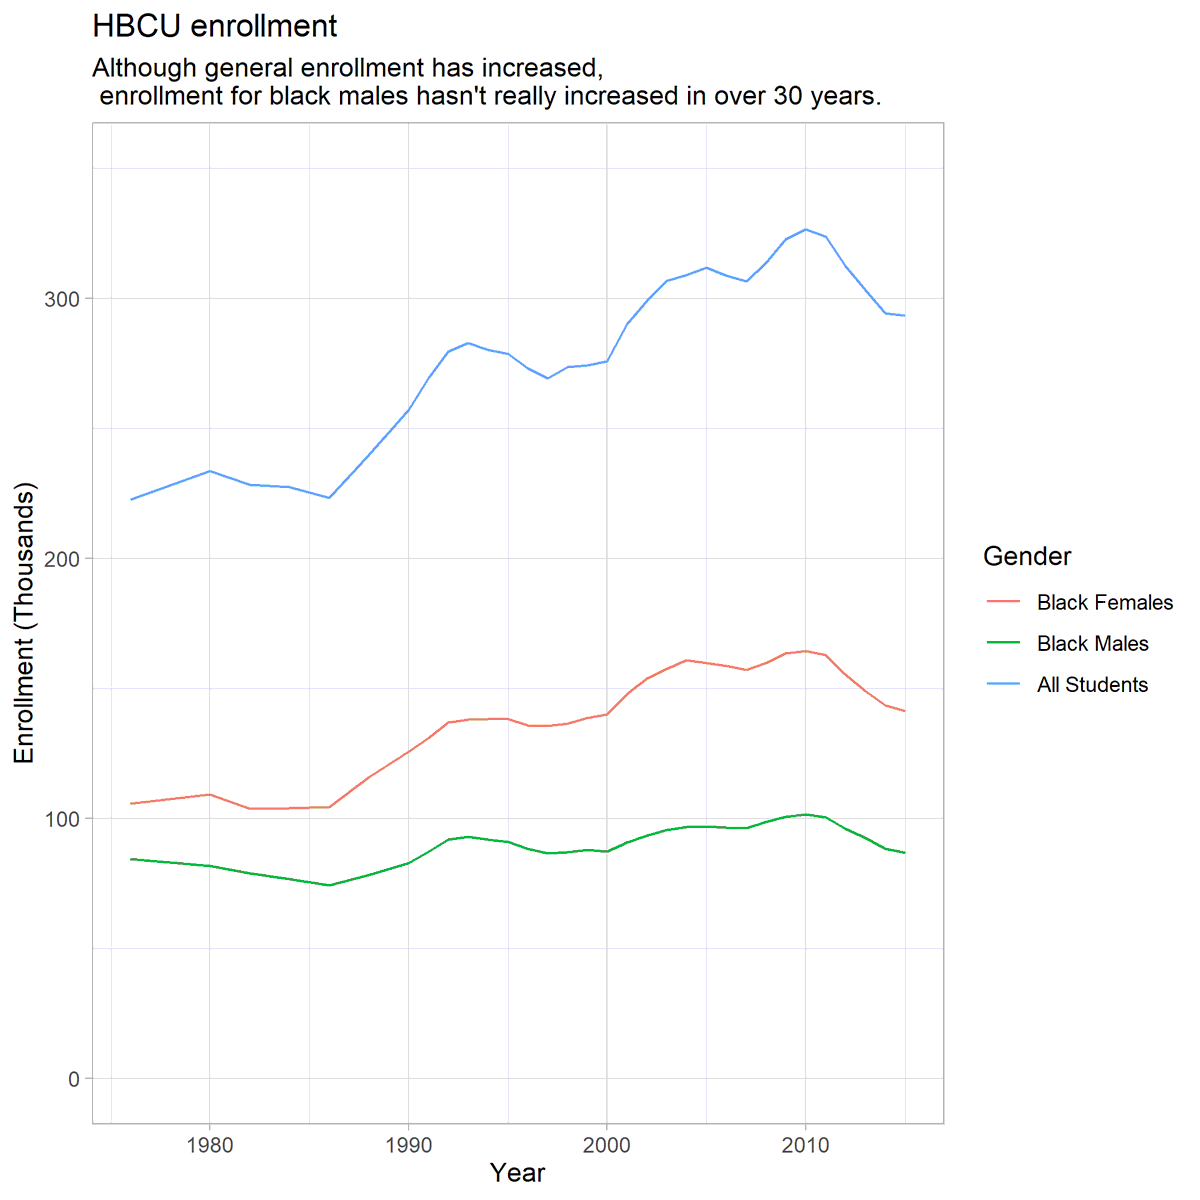 HBCU enrollment
Although general enrollment has increased,
enrollment for black males hasn't really increased in over 30 years.
300
200
100
0
Enrollment (Thousands)
1980
1990
2000
2010
Year
Gender
Black Females
Black Males
All Students